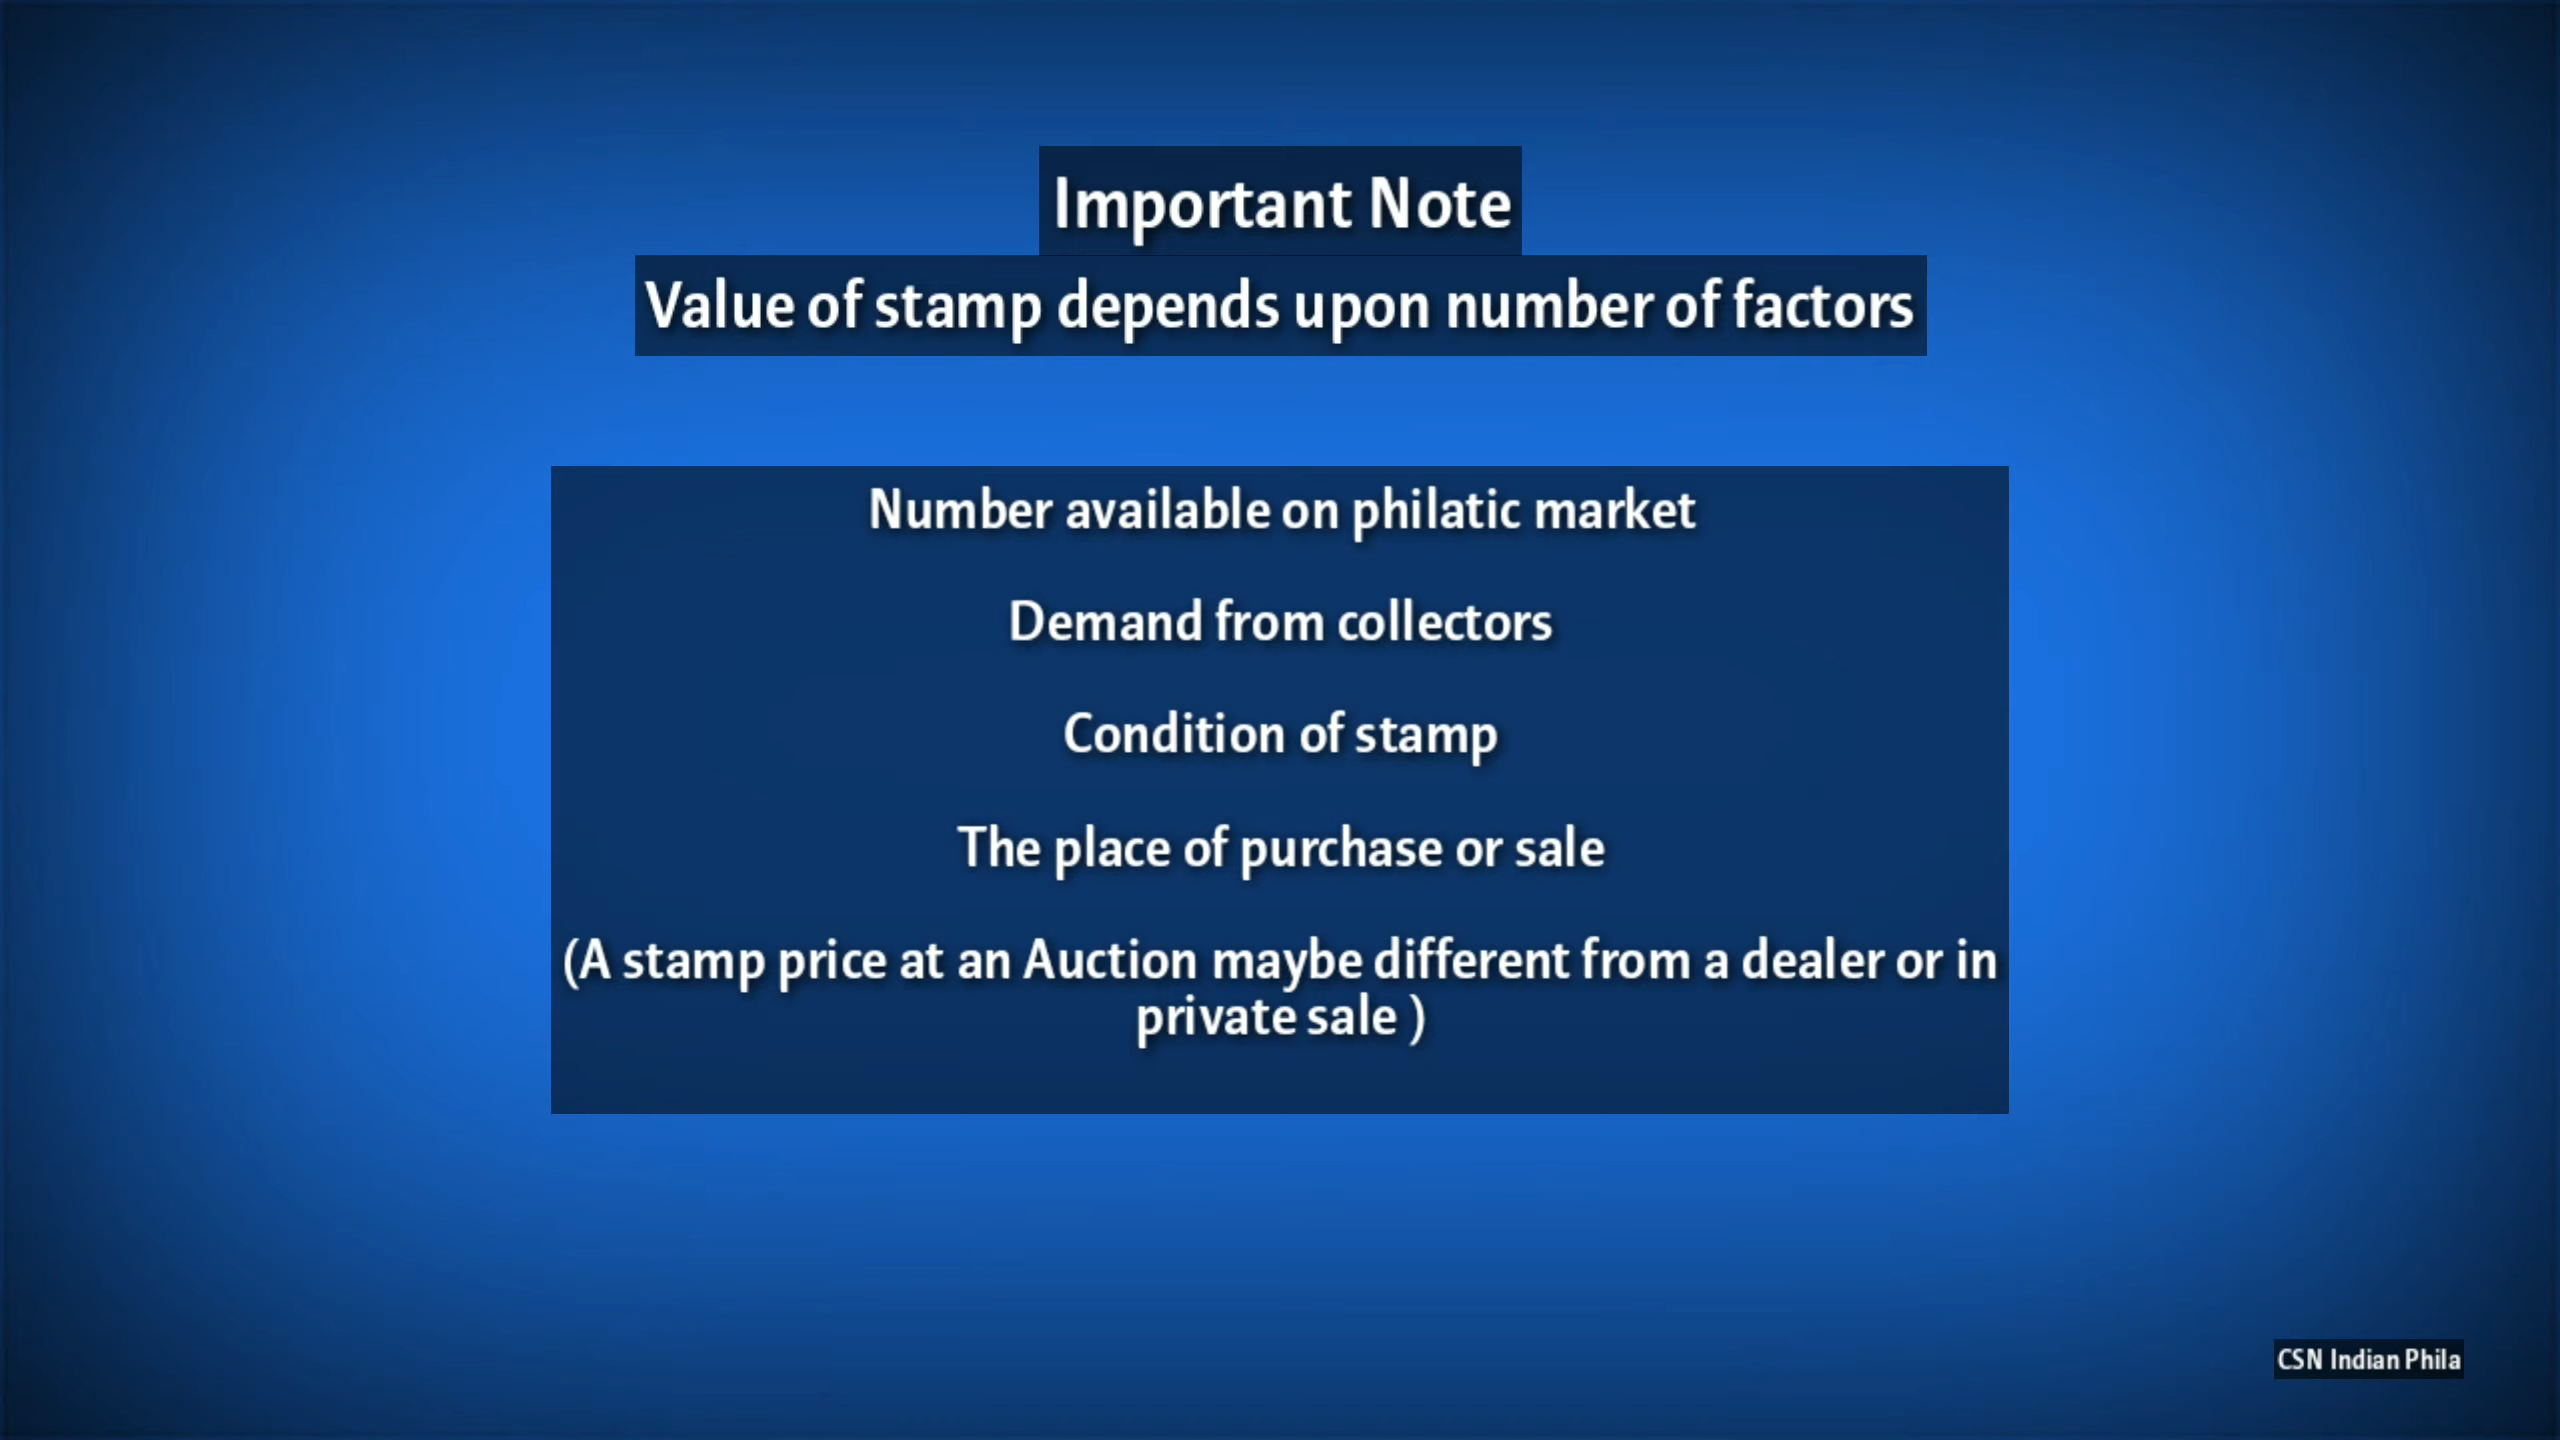 Important Note
Value of stamp depends upon number of factors
Number available on philatic market
Demand from collectors
Condition of stamp
The place of purchase or sale
(A stamp price at an Auction maybe different from a dealer or in
private sale )
CSN Indian Phila